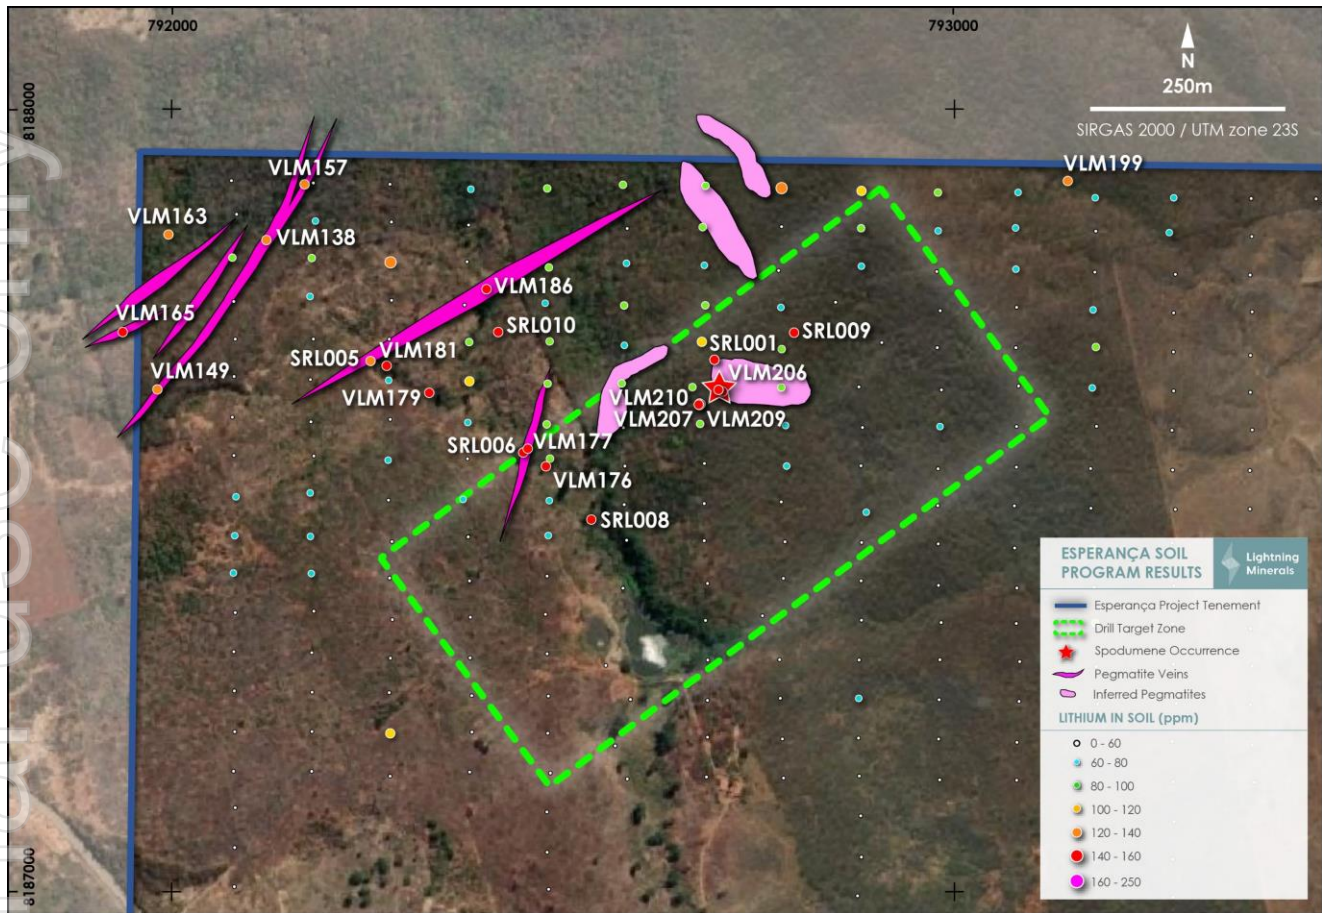 792000
793000
N
250m
SIRGAS 2000 / UTM zone 23S
8188000
VLM157
VLM199
VLM163
VLM138
VLM186
VLM165
SRL010
SRL009
SRL005
VLM181
SRL001
VLM206
VLM149
VLM179
VLM210
VLM207
VLM209
SRL006
VLM177
VLM176
SRL008
ESPERANÇA SOIL
PROGRAM RESULTS
Lightning
Minerals
Esperança Project Tenement
Drill Target Zone
Spodumene Occurrence
Pegmatite Veins
Inferred Pegmatites
LITHIUM IN SOIL (ppm)
0 - 60
60 - 80
80 - 100
100 - 120
120 - 140
140 - 160
160 - 250
8187000